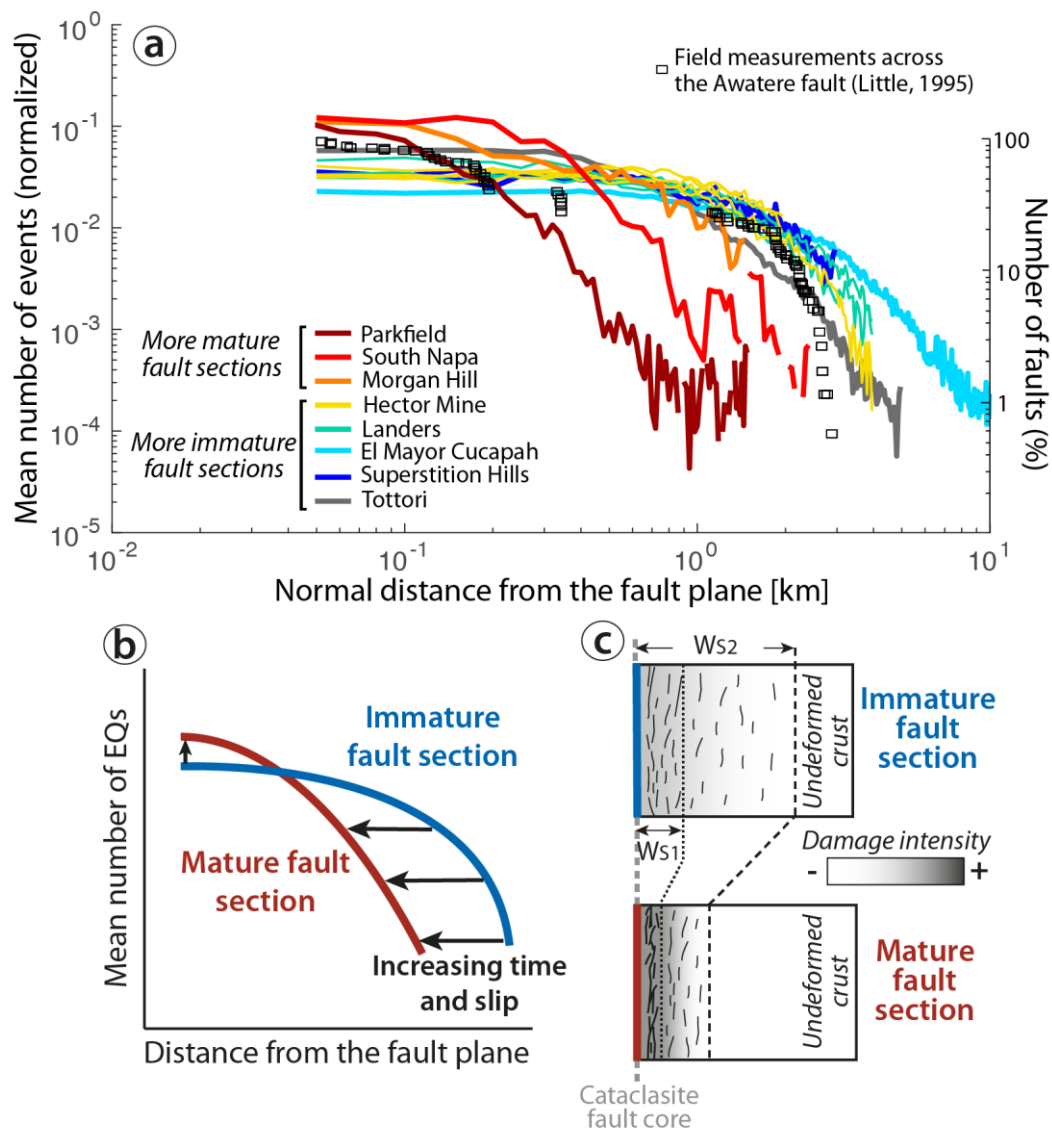 a
Field measurements across
the Awatere fault (Little, 1995)
Mean number of events (normalized)
10^0
10^-1
10^-2
10^-3
10^-4
10^-5
100
10
1
Number of faults (%)
More mature
fault sections
Parkfield
South Napa
Morgan Hill
More immature
fault sections
Hector Mine
Landers
El Mayor Cucapah
Superstition Hills
Tottori
10^-2
10^-1
10^0
10^1
Normal distance from the fault plane [km]
b
Mean number of EQs
Immature
fault section
Mature fault
section
Increasing time
and slip
Distance from the fault plane
c
WS2
Undeformed
crust
Immature
fault
section
WS1
Damage intensity
- +
Undeformed
crust
Mature
fault
section
Cataclasite
fault core